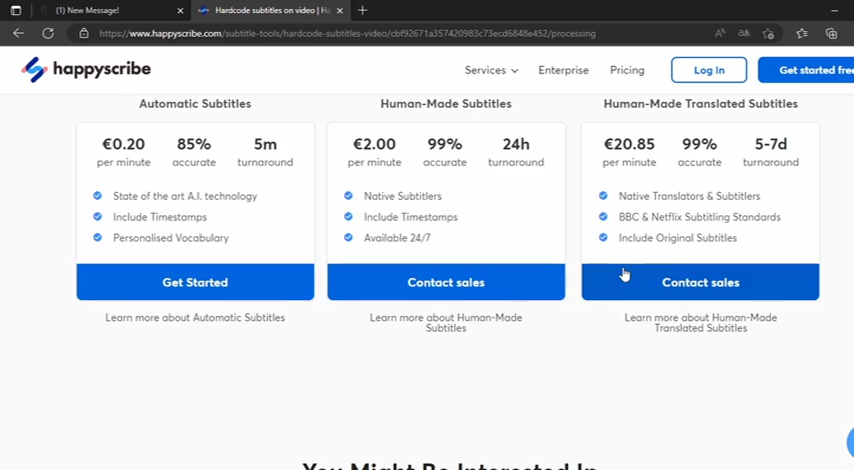 (1) New Message!
Hardcode subtitles on video | Ha
https://www.happyscribe.com/subtitle-tools/hardcode-subtitles-video/cbf92671a357420983c73ecd6848e452/processing
happyscribe
Services
Enterprise
Pricing
Log in
Get started free
Automatic Subtitles
Human-Made Subtitles
Human-Made Translated Subtitles
€0.20 85% 5m
per minute accurate turnaround
State of the art A.I. technology
Include Timestamps
Personalised Vocabulary
Get Started
Learn more about Automatic Subtitles
€2.00 99% 24h
per minute accurate turnaround
Native Subtitlers
Include Timestamps
Available 24/7
Contact sales
Learn more about Human-Made
Subtitles
€20.85 99% 5-7d
per minute accurate turnaround
Native Translators & Subtitlers
BBC & Netflix Subtitling Standards
Include Original Subtitles
Contact sales
Learn more about Human-Made
Translated Subtitles
You Might Be Interested In